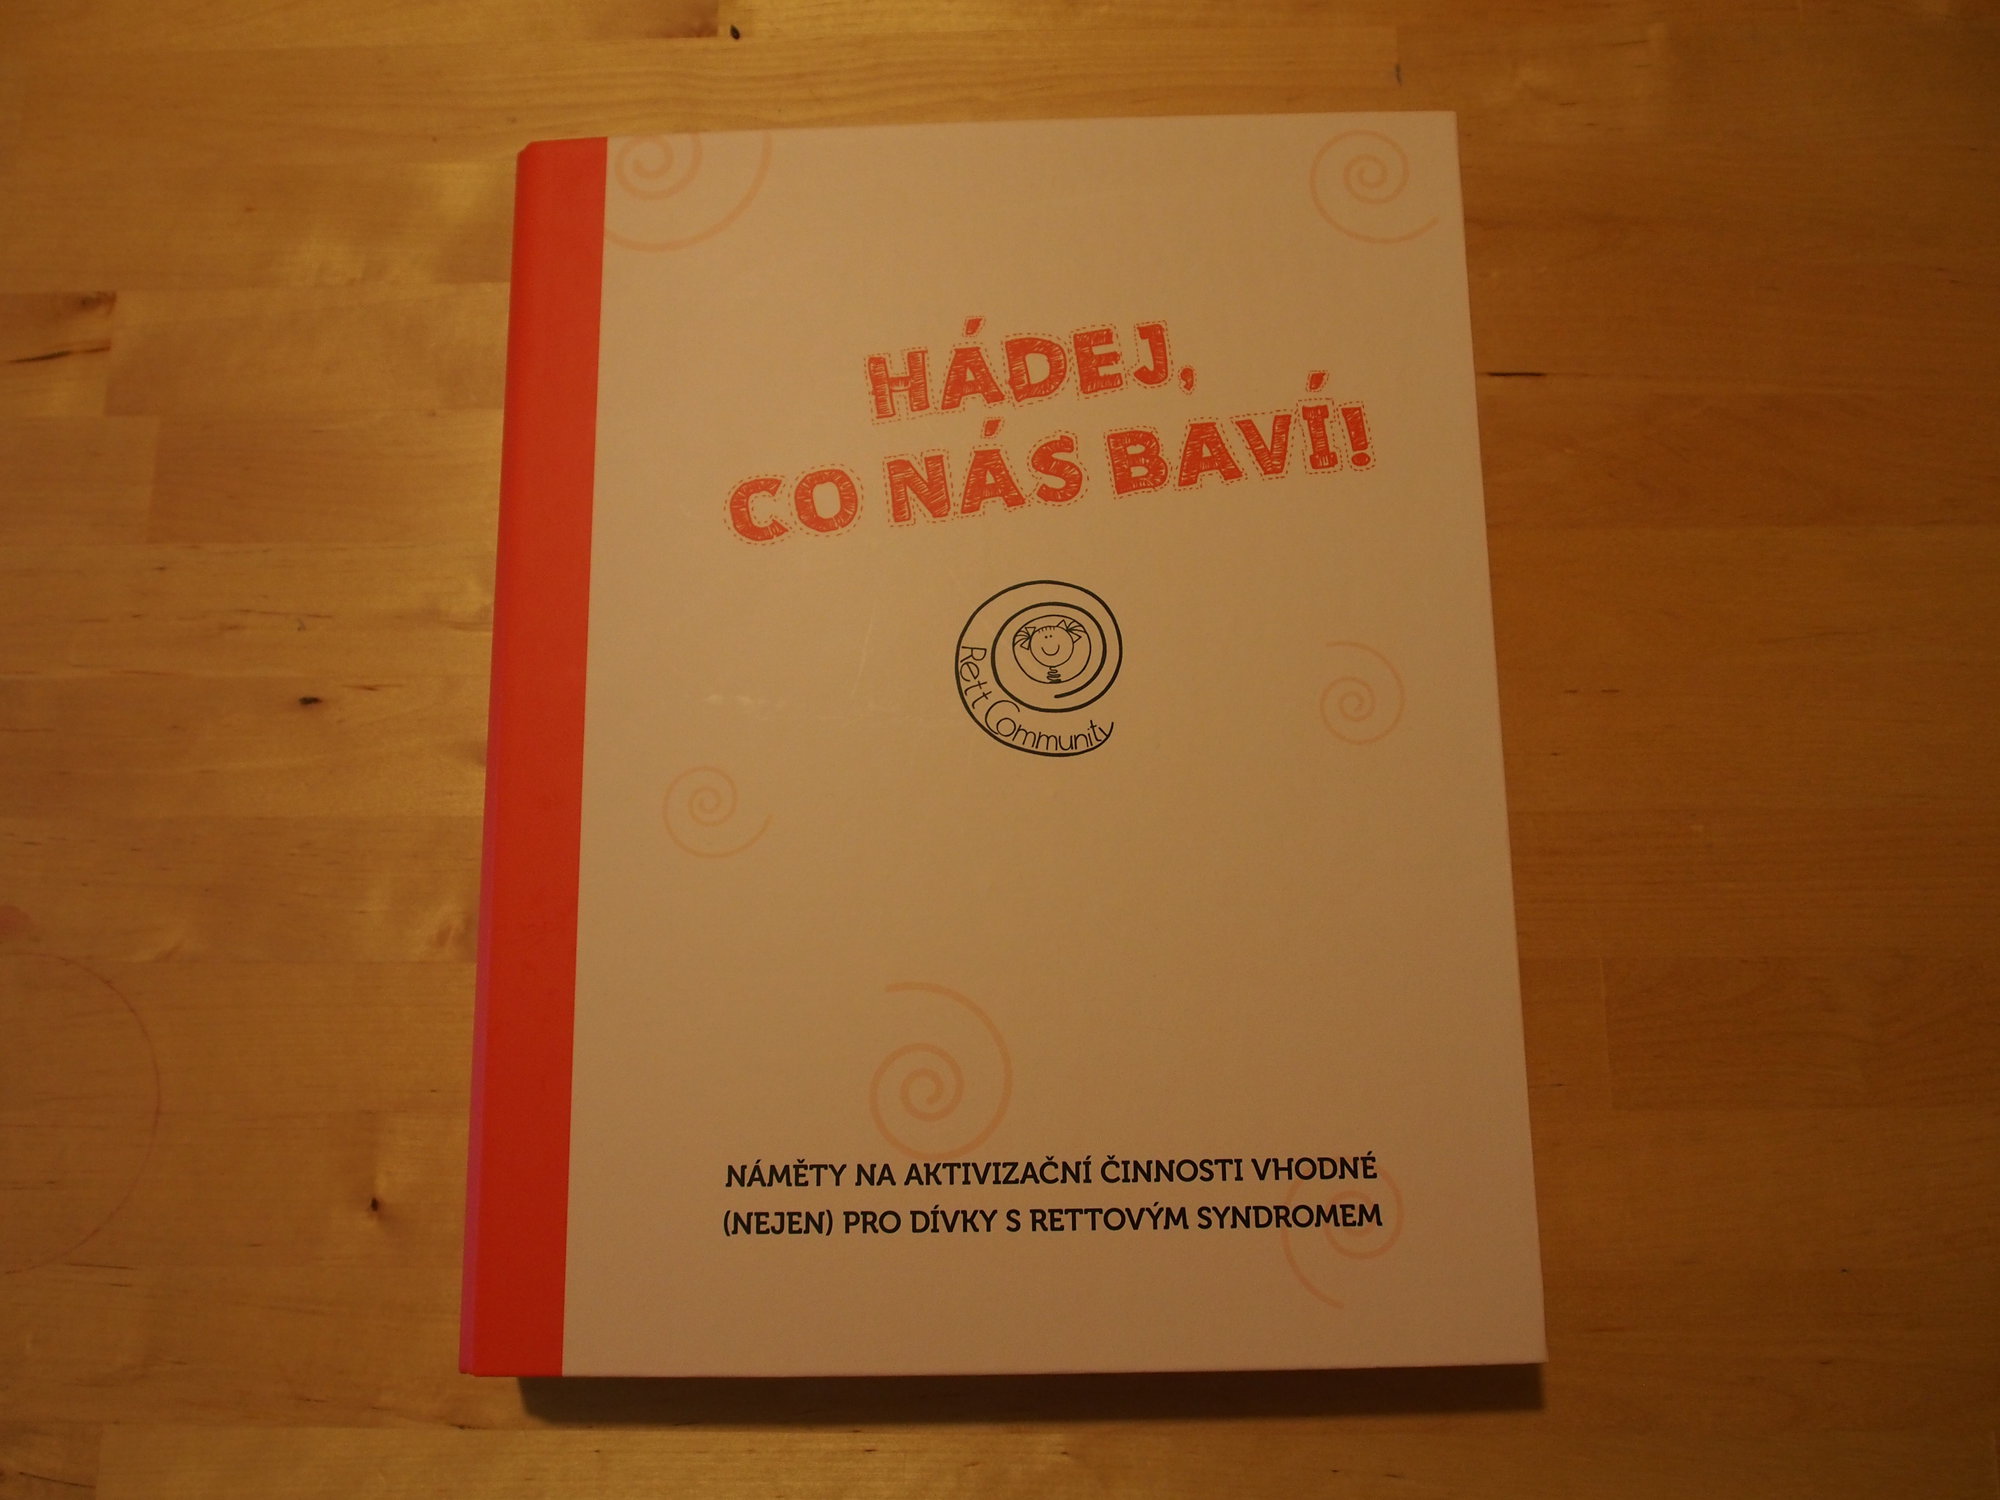 HÁDEJ,
CO NÁS BAVÍ!
Rett Community
NÁMĚTY NA AKTIVIZAČNÍ ČINNOSTI VHODNÉ
(NEJEN) PRO DÍVKY S RETTOVÝM SYNDROMEM